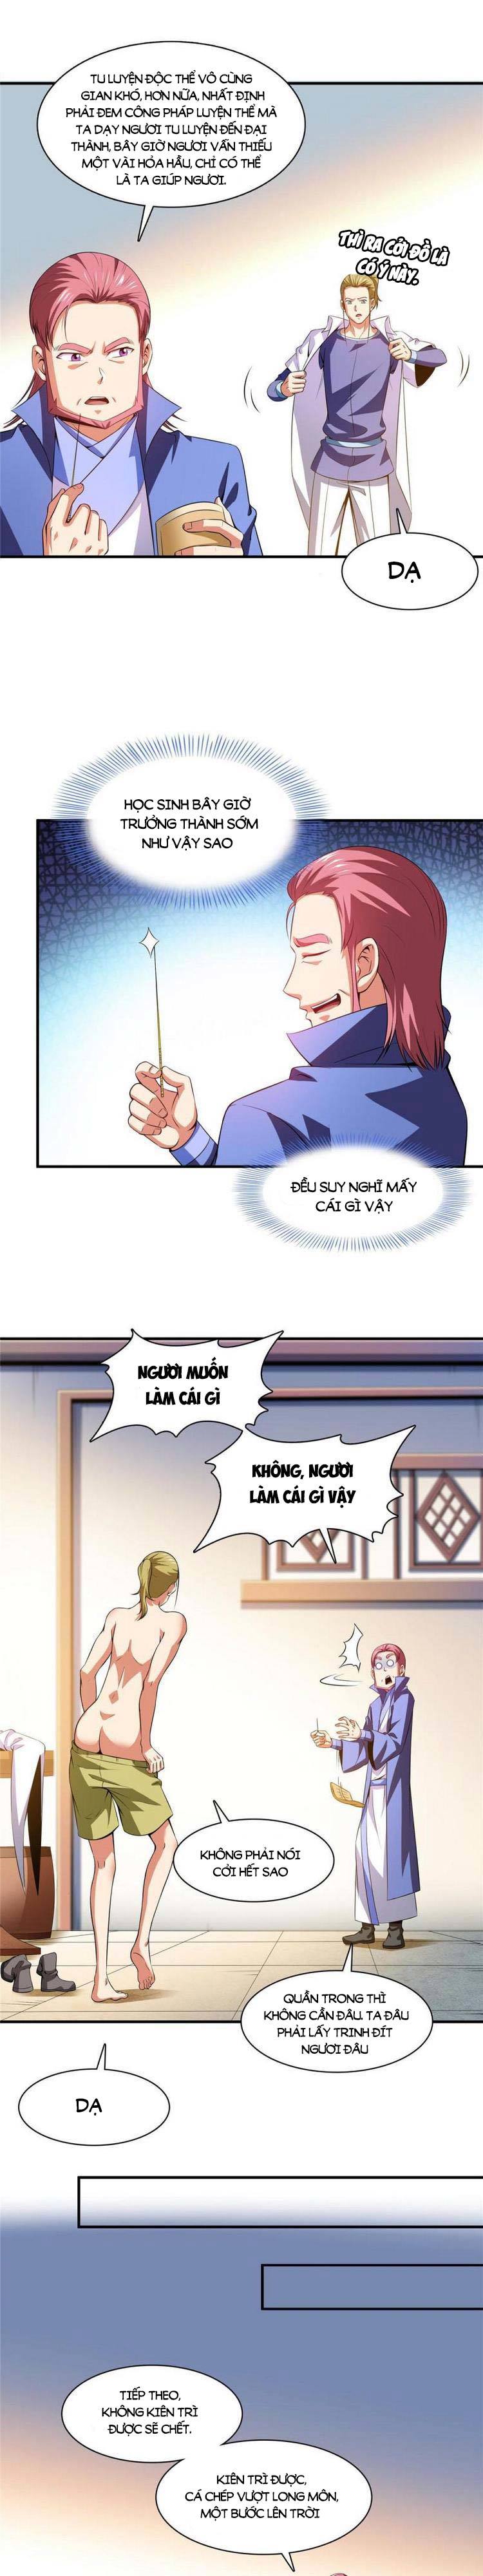 TU LUYỆN ĐỘC THỂ VÔ CÙNG
GIAN KHÓ, HƠN NỮA, NHẤT ĐỊNH
PHẢI ĐEM CÔNG PHÁP LUYỆN THỂ MÀ
TA DẠY NGƯƠI TU LUYỆN ĐẾN ĐẠI
THÀNH, BÂY GIỜ NGƯƠI VẪN THIẾU
MỘT VÀI HỎA HẦU, CHỈ CÓ THỂ
LÀ TA GIÚP NGƯƠI.
THÌ RA CỞI ĐỒ LÀ
CÓ Ý NÀY.
DẠ
HỌC SINH BÂY GIỜ
TRƯỞNG THÀNH SỚM
NHƯ VẬY SAO
ĐỀU SUY NGHĨ MẤY
CÁI GÌ VẬY
NGƯƠI MUỐN
LÀM CÁI GÌ
KHÔNG, NGƯƠI
LÀM CÁI GÌ VẬY
KHÔNG PHẢI NÓI
CỞI HẾT SAO
QUẦN TRONG THÌ
KHÔNG CẦN ĐÂU. TA ĐÂU
PHẢI LẤY TRINH ĐÍT
NGƯƠI ĐÂU
DẠ
TIẾP THEO,
KHÔNG KIÊN TRÌ
ĐƯỢC SẼ CHẾT.
KIÊN TRÌ ĐƯỢC,
CÁ CHÉP VƯỢT LONG MÔN,
MỘT BƯỚC LÊN TRỜI